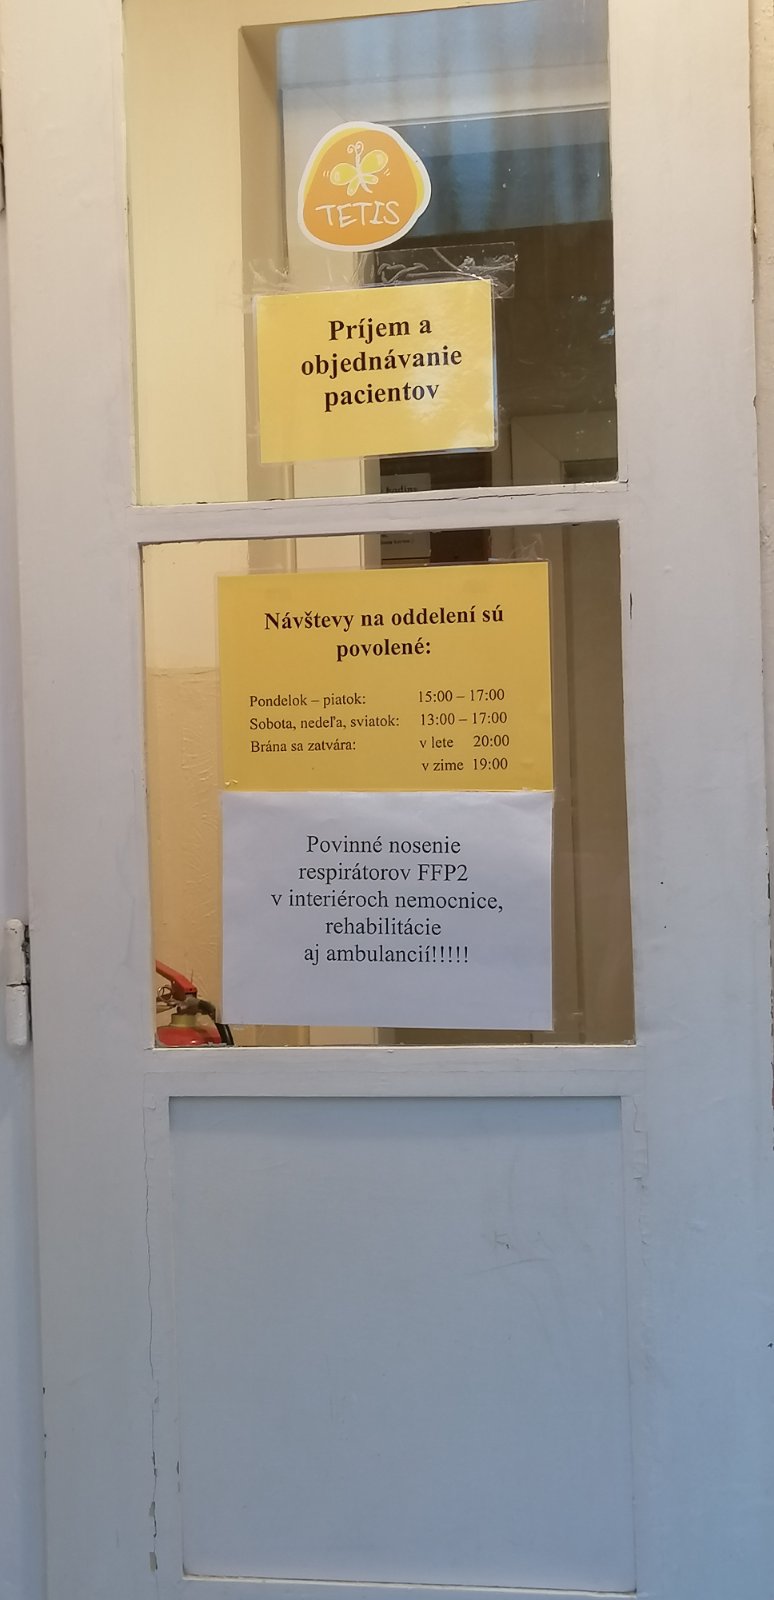 TETIS
Príjem a
objednávanie
pacientov
hodiny
Návštevy na oddelení sú
povolené:
Pondelok – piatok: 15:00 – 17:00
Sobota, nedeľa, sviatok: 13:00 – 17:00
Brána sa zatvára: v lete 20:00
v zime 19:00
Povinné nosenie
respirátorov FFP2
v interiéroch nemocnice,
rehabilitácie
aj ambulancií!!!!!